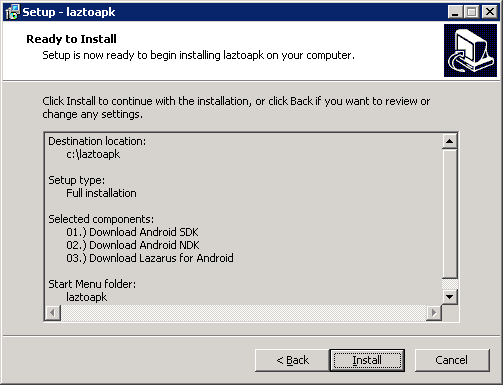 Setup - laztoapk
Ready to Install
Setup is now ready to begin installing laztoapk on your computer.
Click Install to continue with the installation, or click Back if you want to review or
change any settings.
Destination location:
c:\laztoapk
Setup type:
Full installation
Selected components:
01.) Download Android SDK
02.) Download Android NDK
03.) Download Lazarus for Android
Start Menu folder:
laztoapk
< Back
Install
Cancel